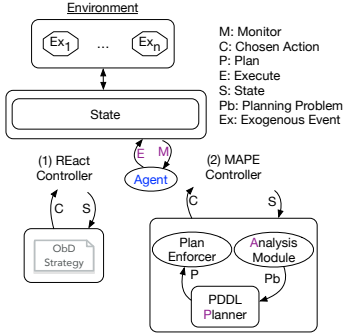 Environment
Ex1 ... Exn
M: Monitor
C: Chosen Action
P: Plan
E: Execute
S: State
Pb: Planning Problem
Ex: Exogenous Event
State
E M
Agent
(1) REact
Controller
C S
ObD
Strategy
(2) MAPE
Controller
C S
Plan
Enforcer
Analysis
Module
P Pb
PDDL
Planner